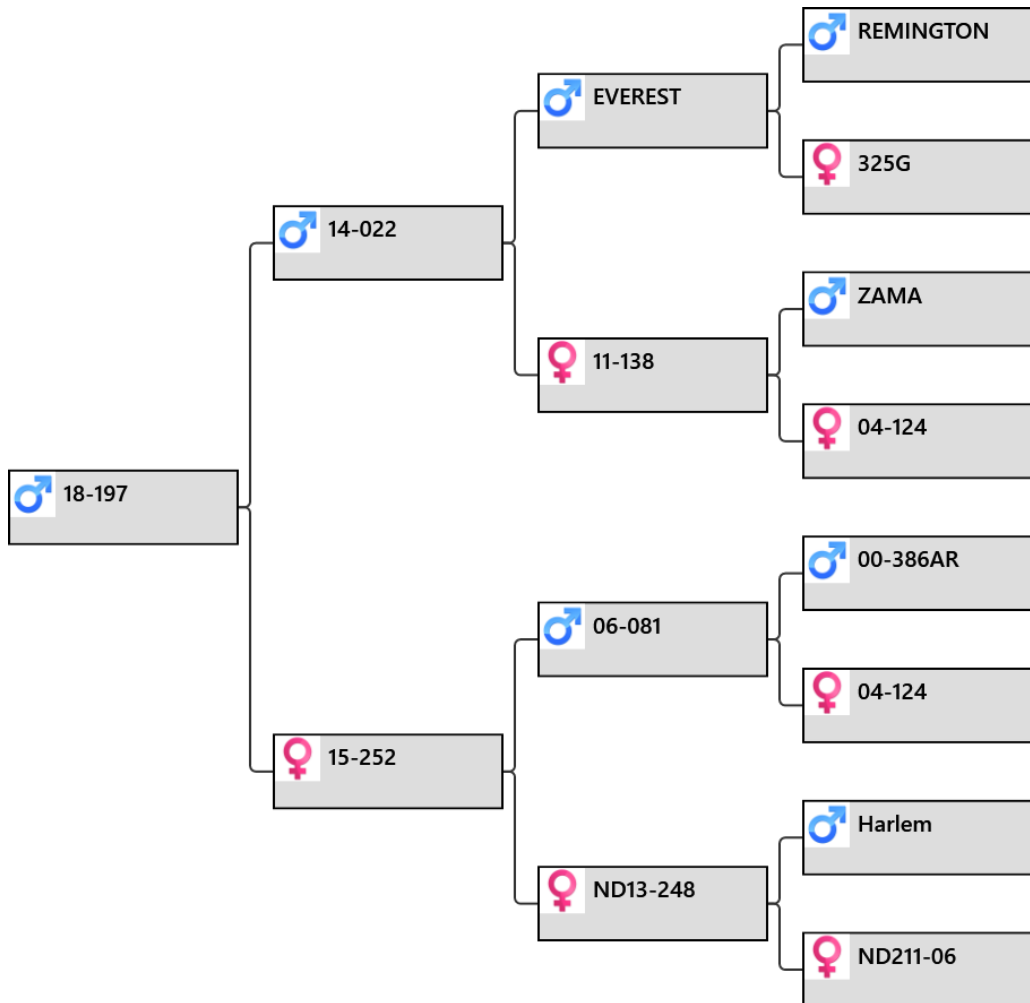 REMINGTON
EVEREST
325G
14-022
ZAMA
11-138
04-124
18-197
00-386AR
06-081
04-124
15-252
Harlem
ND13-248
ND211-06